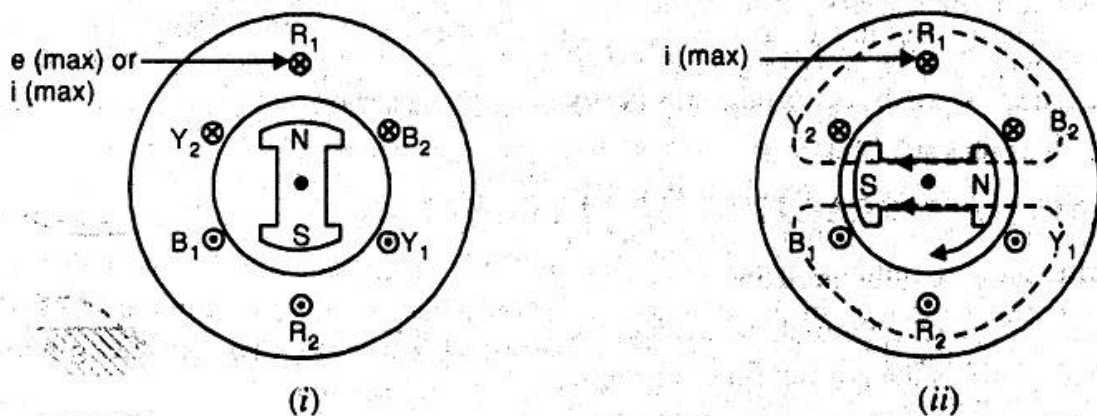 R1
e (max) or
i (max)
Y2
B2
N
S
B1
Y1
R2
(i)
R1
i (max)
Y2
B2
S
N
B1
Y1
R2
(ii)